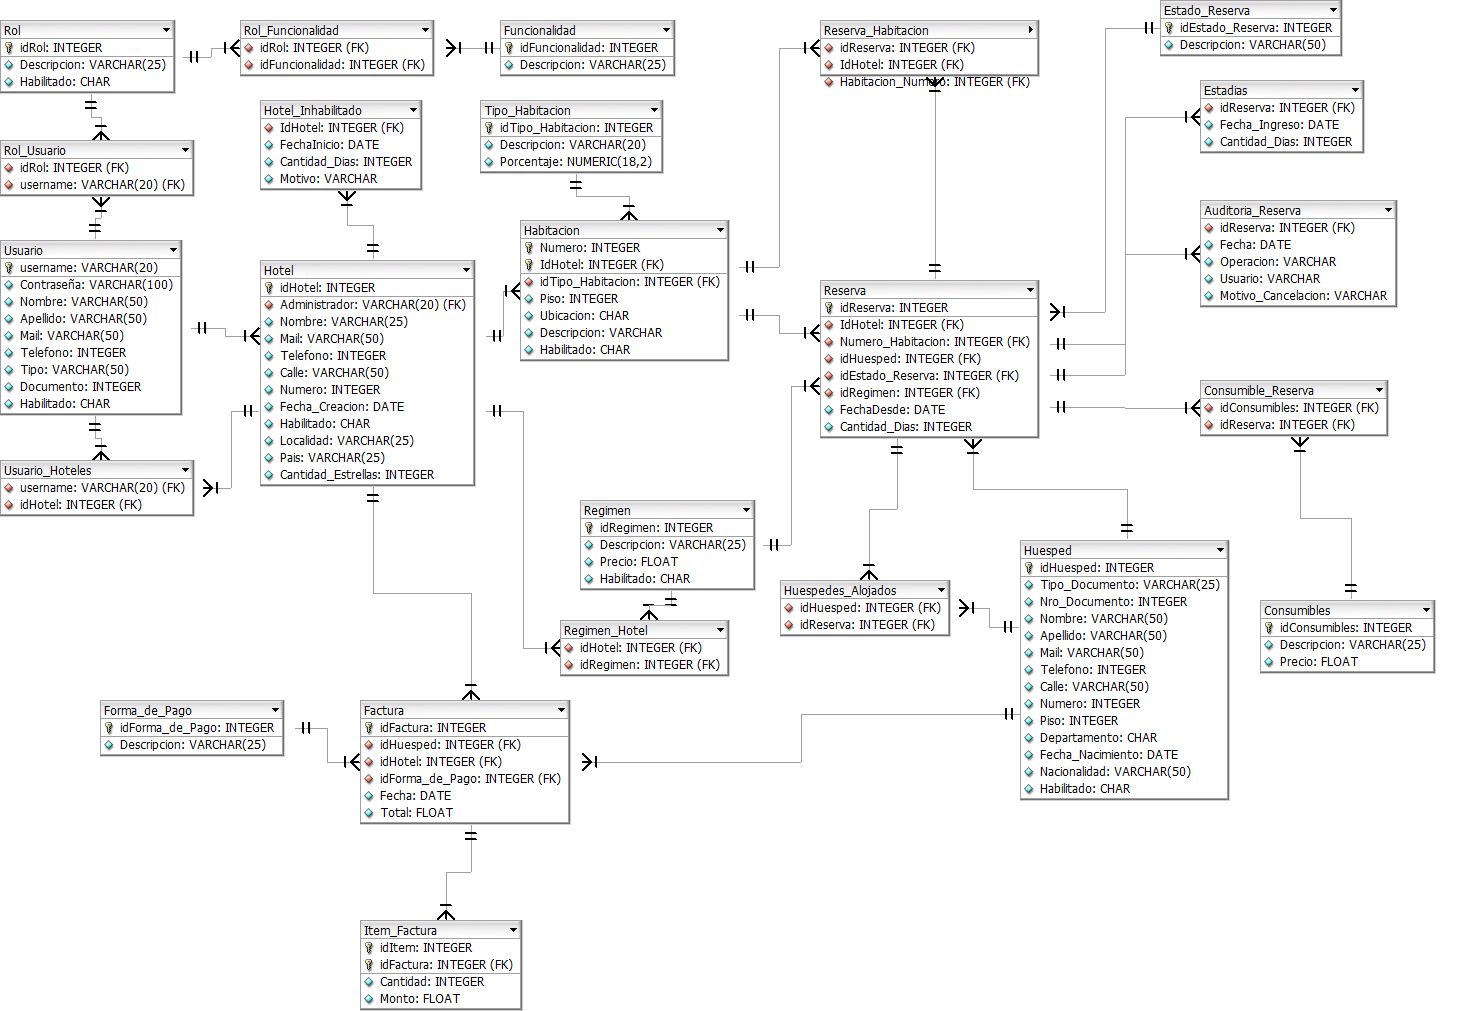 Rol
idRol: INTEGER
Descripcion: VARCHAR(25)
Habilitado: CHAR
Rol_Funcionalidad
idRol: INTEGER (FK)
idFuncionalidad: INTEGER (FK)
Funcionalidad
idFuncionalidad: INTEGER
Descripcion: VARCHAR(25)
Reserva_Habitacion
idReserva: INTEGER (FK)
IdHotel: INTEGER (FK)
Habitacion_Numero: INTEGER (FK)
Estado_Reserva
idEstado_Reserva: INTEGER
Descripcion: VARCHAR(50)
Estadias
idReserva: INTEGER (FK)
Fecha_Ingreso: DATE
Cantidad_Dias: INTEGER
Hotel_Inhabilitado
IdHotel: INTEGER (FK)
FechaInicio: DATE
Cantidad_Dias: INTEGER
Motivo: VARCHAR
Tipo_Habitacion
idTipo_Habitacion: INTEGER
Descripcion: VARCHAR(20)
Porcentaje: NUMERIC(18,2)
Rol_Usuario
idRol: INTEGER (FK)
username: VARCHAR(20) (FK)
Auditoria_Reserva
idReserva: INTEGER (FK)
Fecha: DATE
Operacion: VARCHAR
Usuario: VARCHAR
Motivo_Cancelacion: VARCHAR
Habitacion
Numero: INTEGER
IdHotel: INTEGER (FK)
idTipo_Habitacion: INTEGER (FK)
Piso: INTEGER
Ubicacion: CHAR
Descripcion: VARCHAR
Habilitado: CHAR
Usuario
username: VARCHAR(20)
Contraseña: VARCHAR(100)
Nombre: VARCHAR(50)
Apellido: VARCHAR(50)
Mail: VARCHAR(50)
Telefono: INTEGER
Tipo: VARCHAR(50)
Documento: INTEGER
Habilitado: CHAR
Hotel
idHotel: INTEGER
Administrador: VARCHAR(20) (FK)
Nombre: VARCHAR(25)
Mail: VARCHAR(50)
Telefono: INTEGER
Calle: VARCHAR(50)
Numero: INTEGER
Fecha_Creacion: DATE
Habilitado: CHAR
Localidad: VARCHAR(25)
Pais: VARCHAR(25)
Cantidad_Estrellas: INTEGER
Reserva
idReserva: INTEGER
IdHotel: INTEGER (FK)
Numero_Habitacion: INTEGER (FK)
idHuesped: INTEGER (FK)
idEstado_Reserva: INTEGER (FK)
idRegimen: INTEGER (FK)
FechaDesde: DATE
Cantidad_Dias: INTEGER
Consumible_Reserva
idConsumibles: INTEGER (FK)
idReserva: INTEGER (FK)
Usuario_Hoteles
username: VARCHAR(20) (FK)
idHotel: INTEGER (FK)
Regimen
idRegimen: INTEGER
Descripcion: VARCHAR(25)
Precio: FLOAT
Habilitado: CHAR
Huesped
idHuesped: INTEGER
Tipo_Documento: VARCHAR(25)
Nro_Documento: INTEGER
Nombre: VARCHAR(50)
Apellido: VARCHAR(50)
Mail: VARCHAR(50)
Telefono: INTEGER
Calle: VARCHAR(50)
Numero: INTEGER
Piso: INTEGER
Departamento: CHAR
Fecha_Nacimiento: DATE
Nacionalidad: VARCHAR(50)
Habilitado: CHAR
Huespedes_Alojados
idHuesped: INTEGER (FK)
idReserva: INTEGER (FK)
Consumibles
idConsumibles: INTEGER
Descripcion: VARCHAR(25)
Precio: FLOAT
Regimen_Hotel
idHotel: INTEGER (FK)
idRegimen: INTEGER (FK)
Forma_de_Pago
idForma_de_Pago: INTEGER
Descripcion: VARCHAR(25)
Factura
idFactura: INTEGER
idHuesped: INTEGER (FK)
idHotel: INTEGER (FK)
idForma_de_Pago: INTEGER (FK)
Fecha: DATE
Total: FLOAT
Item_Factura
idItem: INTEGER
idFactura: INTEGER (FK)
Cantidad: INTEGER
Monto: FLOAT